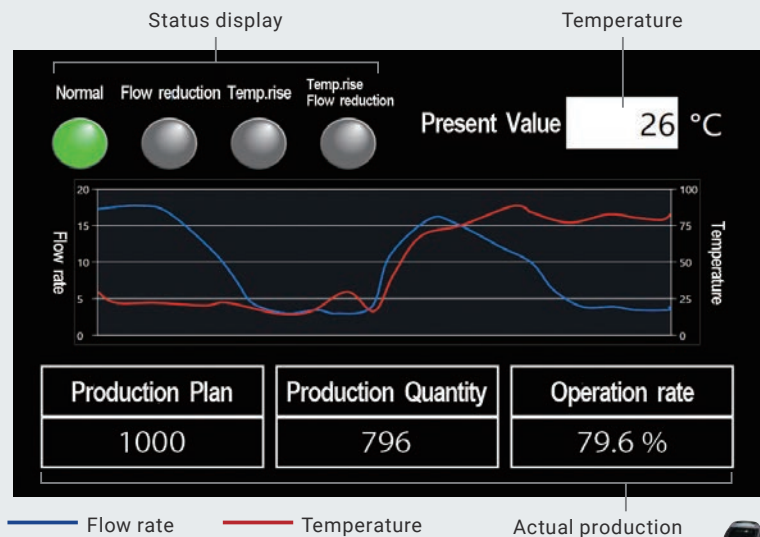 Status display
Temperature
Normal
Flow reduction
Temp.rise
Temp.rise
Flow reduction
Present Value
26 °C
20
15
10
5
0
Flow rate
100
75
50
25
0
Temperature
Production Plan
Production Quantity
Operation rate
1000
796
79.6 %
Flow rate
Temperature
Actual production